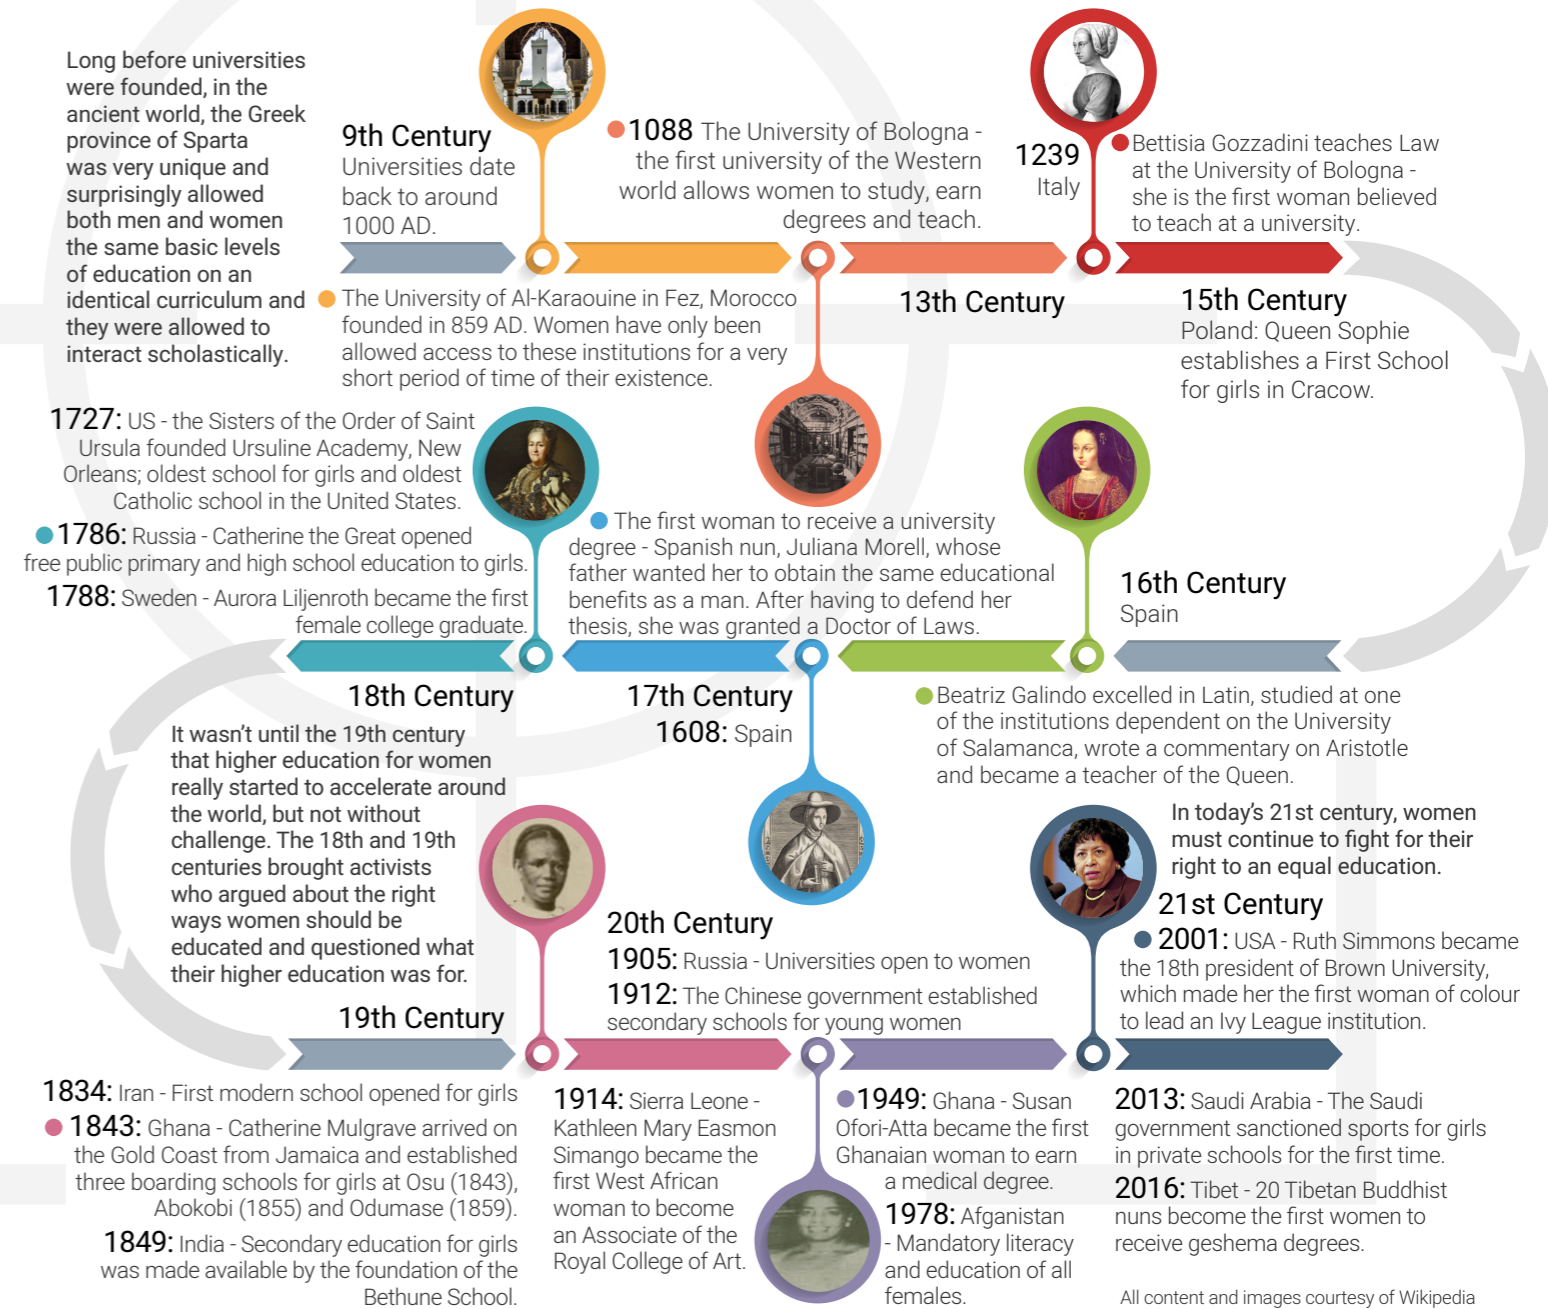 Long before universities
were founded, in the
ancient world, the Greek
province of Sparta
was very unique and
surprisingly allowed
both men and women
the same basic levels
of education on an
identical curriculum and
they were allowed to
interact scholastically.
9th Century
Universities date
back to around
1000 AD.
The University of Al-Karaouine in Fez, Morocco
founded in 859 AD. Women have only been
allowed access to these institutions for a very
short period of time of their existence.
1088 The University of Bologna -
the first university of the Western
world allows women to study, earn
degrees and teach.
13th Century
1239
Italy
Bettisia Gozzadini teaches Law
at the University of Bologna -
she is the first woman believed
to teach at a university.
15th Century
Poland: Queen Sophie
establishes a First School
for girls in Cracow.
16th Century
Spain
Beatriz Galindo excelled in Latin, studied at one
of the institutions dependent on the University
of Salamanca, wrote a commentary on Aristotle
and became a teacher of the Queen.
17th Century
1608: Spain
The first woman to receive a university
degree - Spanish nun, Juliana Morell, whose
father wanted her to obtain the same educational
benefits as a man. After having to defend her
thesis, she was granted a Doctor of Laws.
18th Century
1727: US - the Sisters of the Order of Saint
Ursula founded Ursuline Academy, New
Orleans; oldest school for girls and oldest
Catholic school in the United States.
1786: Russia - Catherine the Great opened
free public primary and high school education to girls.
1788: Sweden - Aurora Liljenroth became the first
female college graduate.
It wasn't until the 19th century
that higher education for women
really started to accelerate around
the world, but not without
challenge. The 18th and 19th
centuries brought activists
who argued about the right
ways women should be
educated and questioned what
their higher education was for.
19th Century
1834: Iran - First modern school opened for girls
1843: Ghana - Catherine Mulgrave arrived on
the Gold Coast from Jamaica and established
three boarding schools for girls at Osu (1843),
Abokobi (1855) and Odumase (1859).
1849: India - Secondary education for girls
was made available by the foundation of the
Bethune School.
20th Century
1905: Russia - Universities open to women
1912: The Chinese government established
secondary schools for young women
1914: Sierra Leone -
Kathleen Mary Easmon
Simango became the
first West African
woman to become
an Associate of the
Royal College of Art.
1949: Ghana - Susan
Ofori-Atta became the first
Ghanaian woman to earn
a medical degree.
1978: Afganistan
- Mandatory literacy
and education of all
females.
In today's 21st century, women
must continue to fight for their
right to an equal education.
21st Century
2001: USA - Ruth Simmons became
the 18th president of Brown University,
which made her the first woman of colour
to lead an Ivy League institution.
2013: Saudi Arabia - The Saudi
government sanctioned sports for girls
in private schools for the first time.
2016: Tibet - 20 Tibetan Buddhist
nuns become the first women to
receive geshema degrees.
All content and images courtesy of Wikipedia